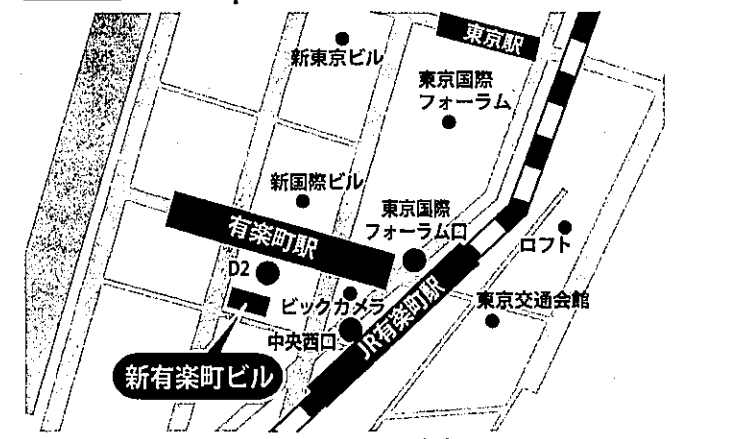 東京駅
新東京ビル
東京国際
フォーラム
新国際ビル
東京国際
フォーラム口
有楽町駅
ロフト
D2
ビックカメラ
JR有楽町駅
東京交通会館
中央西口
新有楽町ビル